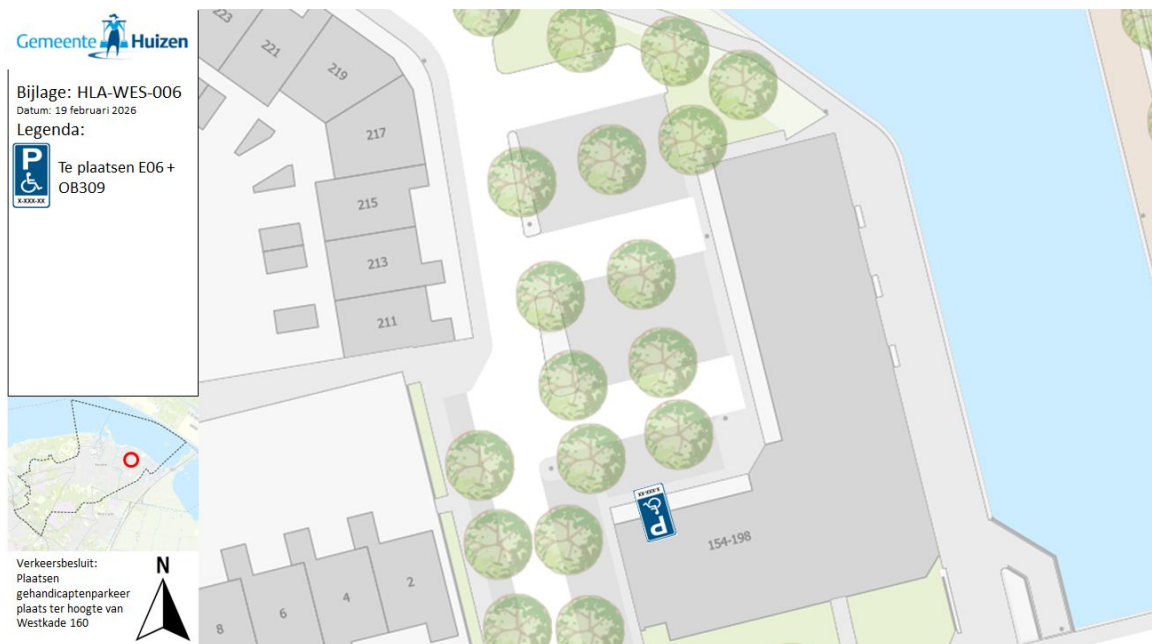 Gemeente Huizen
Bijlage: HLA-WES-006
Datum: 19 februari 2026
Legenda:
P
X-XXX-XX
Te plaatsen E06 +
OB309
Verkeersbesluit:
Plaatsen
gehandicaptenparkeer
plaats ter hoogte van
Westkade 160
N
223
221
219
217
215
213
211
X-XXX-XX
P
154-198
2
4
6
8